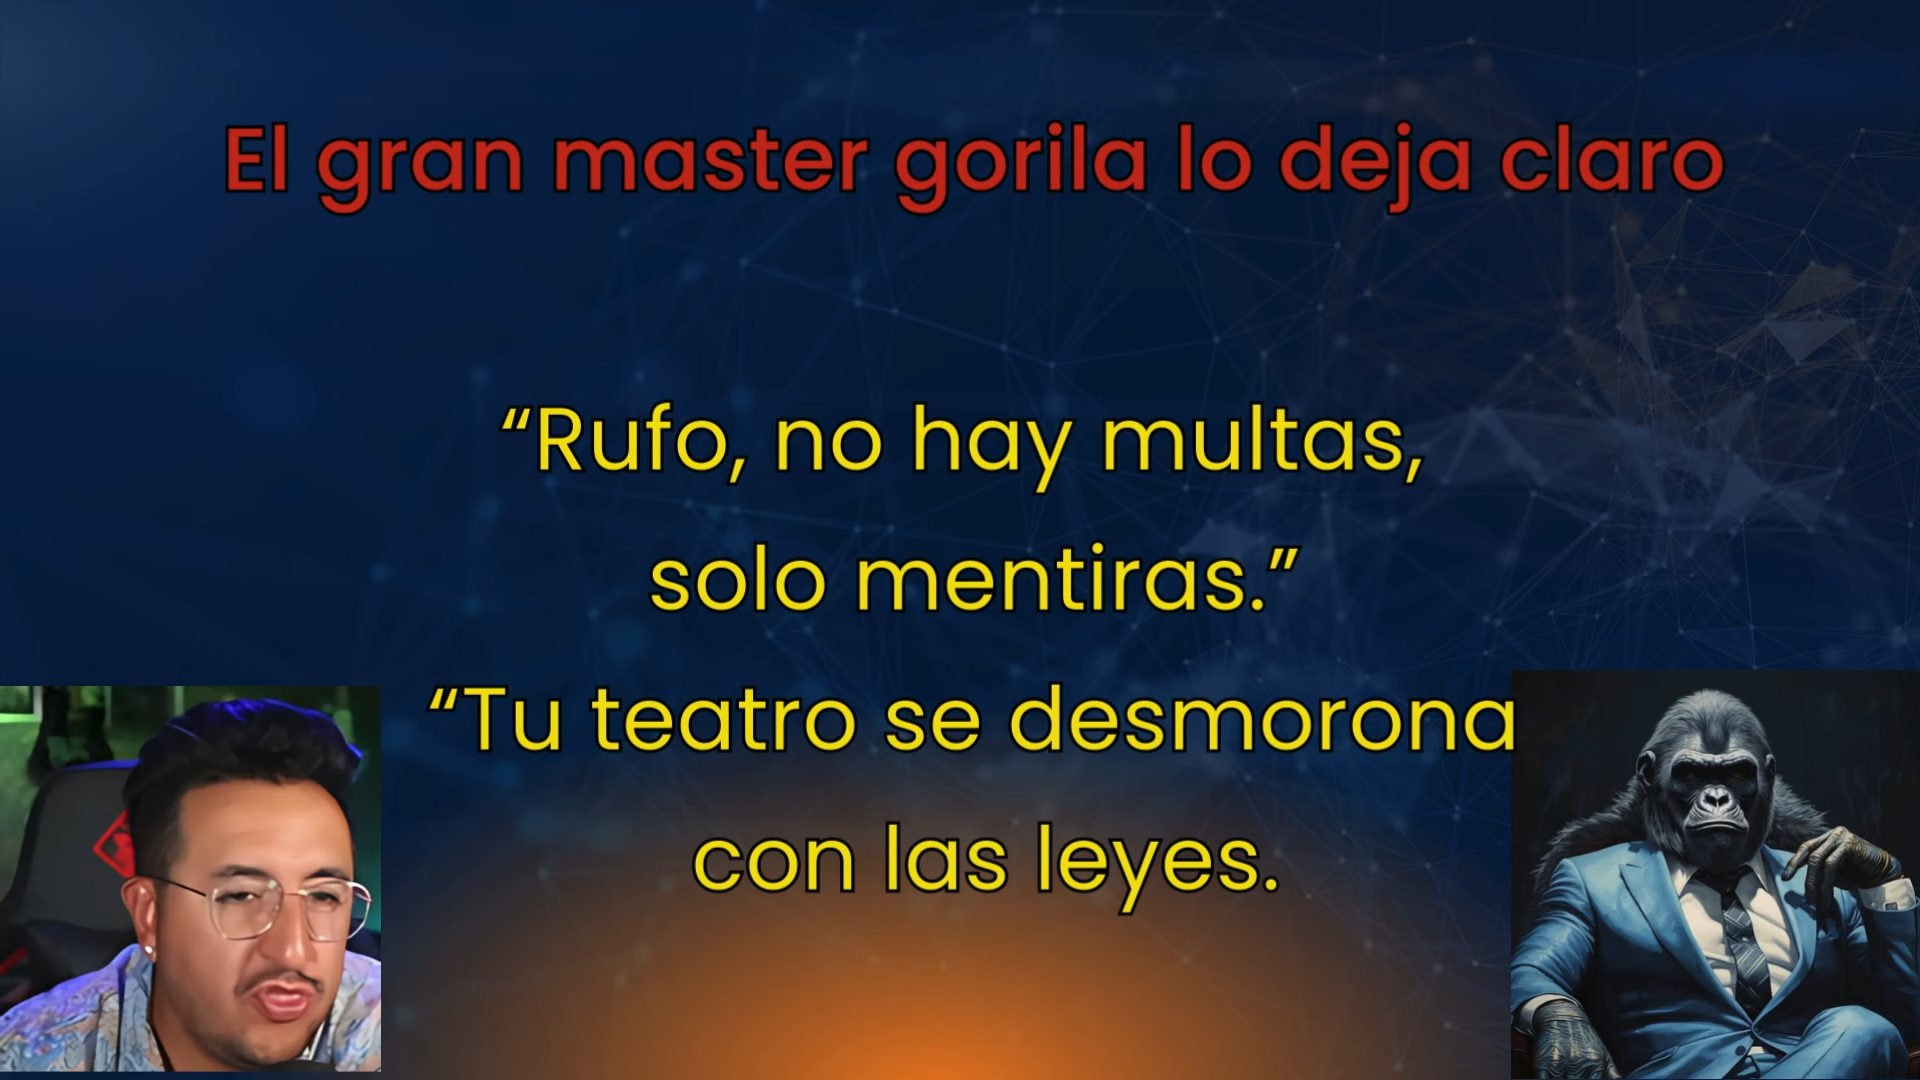 El gran master gorila lo deja claro
“Rufo, no hay multas,
solo mentiras.”
“Tu teatro se desmorona
con las leyes.